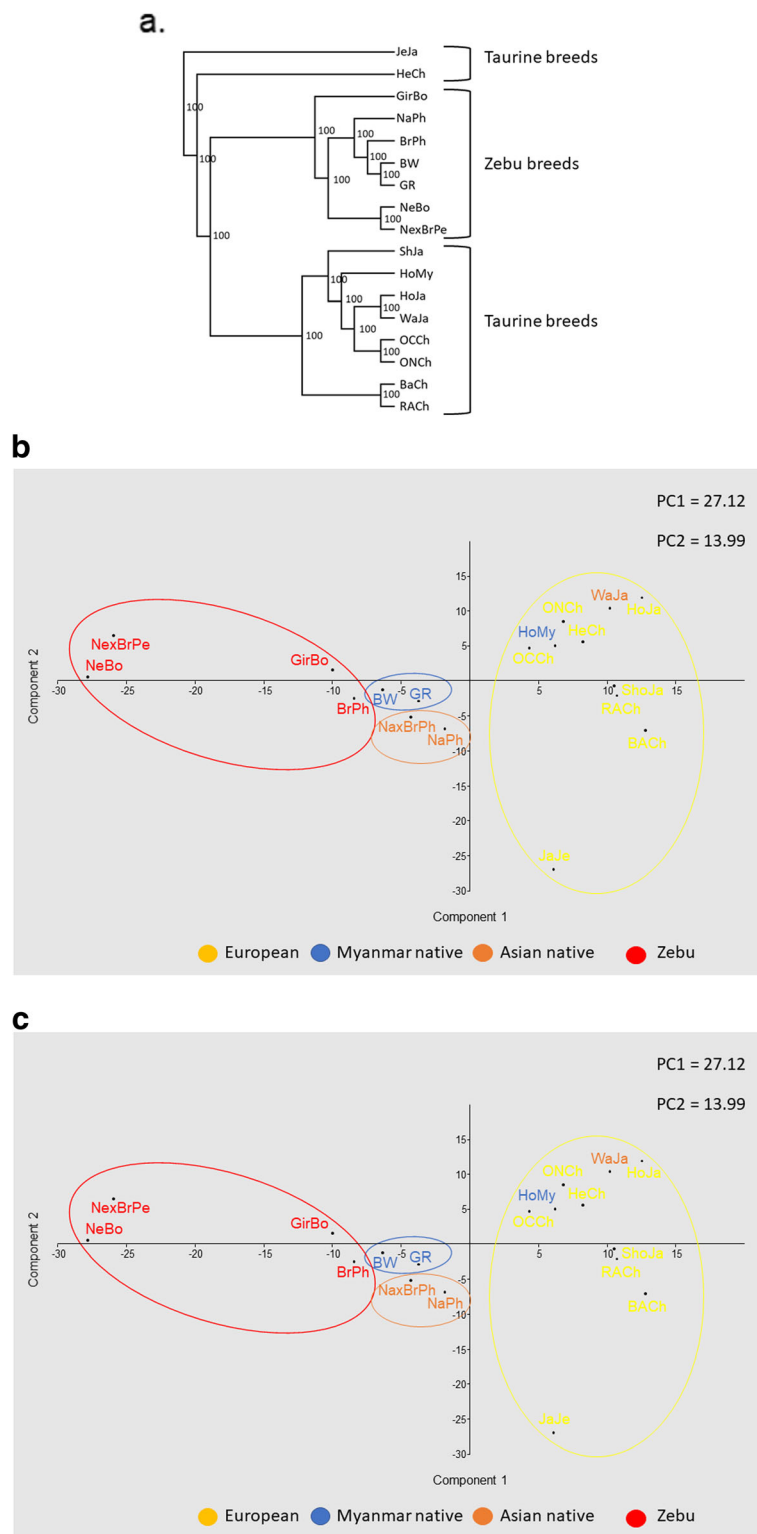 a.
JeJa
HeCh
Taurine breeds
100
100
GirBo
NaPh
100
100
BrPh
100
BW
100
GR
100
Zebu breeds
NeBo
100
NexBrPe
100
ShJa
100
HoMy
100
HoJa
100
WaJa
100
100
OCCh
100
ONCh
BaCh
100
RACh
Taurine breeds
b
PC1 = 27.12
PC2 = 13.99
Component 2
15
10
5
-5
-10
-15
-20
-25
-30
-30 -25 -20 -15 -10 -5 5 10 15
NexBrPe
NeBo
GirBo
BrPh
BW
GR
NaxBrPh
NaPh
WaJa
HoJa
ONCh
HoMy
HeCh
OCCh
ShoJa
RACh
BACh
JaJe
Component 1
European Myanmar native Asian native Zebu
c
PC1 = 27.12
PC2 = 13.99
Component 2
15
10
5
-5
-10
-15
-20
-25
-30
-30 -25 -20 -15 -10 -5 5 10 15
NexBrPe
NeBo
GirBo
BrPh
BW
GR
NaxBrPh
NaPh
WaJa
HoJa
ONCh
HoMy
HeCh
OCCh
ShoJa
RACh
BACh
JaJe
Component 1
European Myanmar native Asian native Zebu